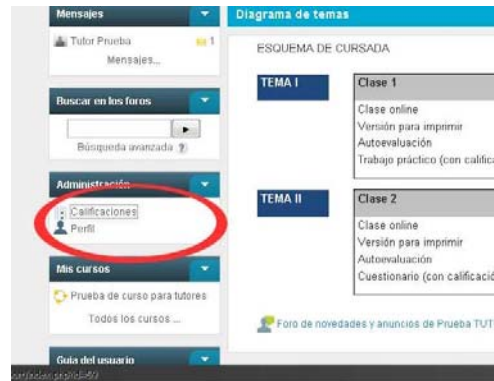 Mensajes
Tutor Prueba 1
Mensajes...
Buscar en los foros
Búsqueda avanzada ?
Administración
Calificaciones
Perfil
Mis cursos
Prueba de curso para tutores
Todos los cursos ...
Guía del usuario
Diagrama de temas
ESQUEMA DE CURSADA
TEMA I
Clase 1
Clase online
Versión para imprimir
Autoevaluación
Trabajo práctico (con califica
TEMA II
Clase 2
Clase online
Versión para imprimir
Autoevaluación
Cuestionario (con calificació
Foro de novedades y anuncios de Prueba TUT